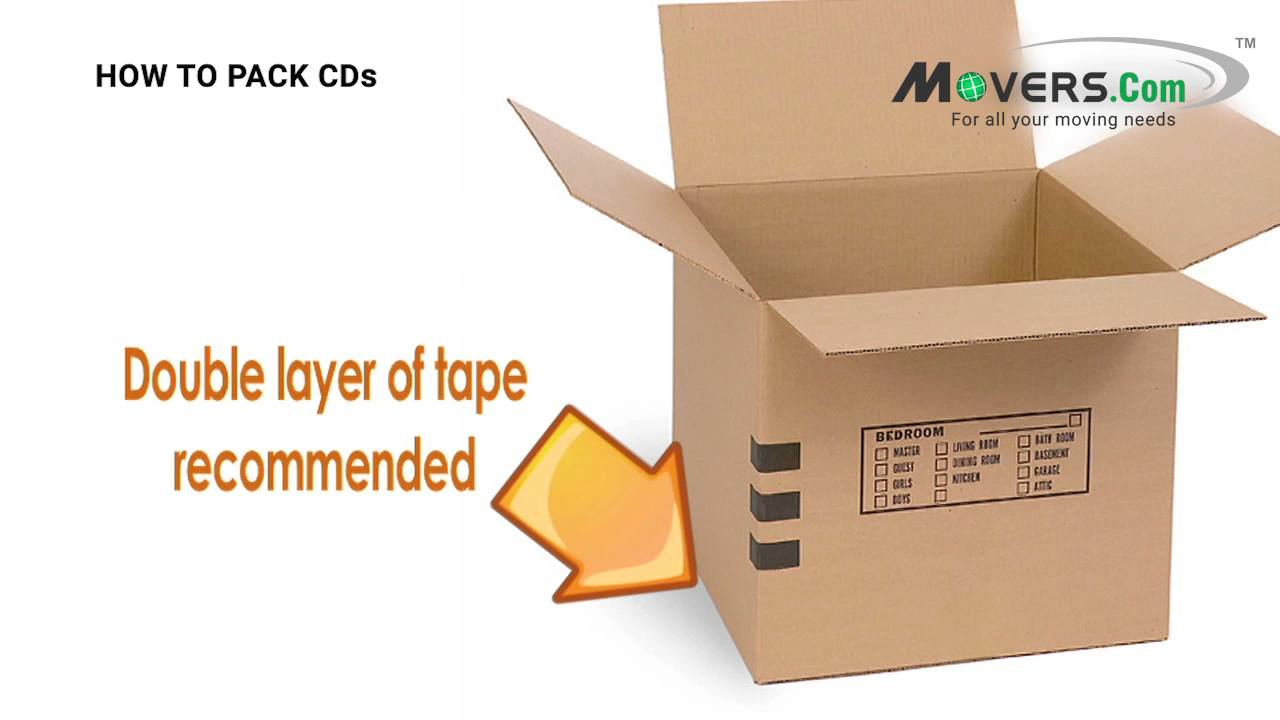 HOW TO PACK CDs
MOVERS.Com
TM
For all your moving needs
Double layer of tape
recommended
BEDROOM
MASTER
GUEST
GIRLS
BOYS
LIVING ROOM
DINING ROOM
KITCHEN
BATH ROOM
BASEMENT
GARAGE
ATTIC